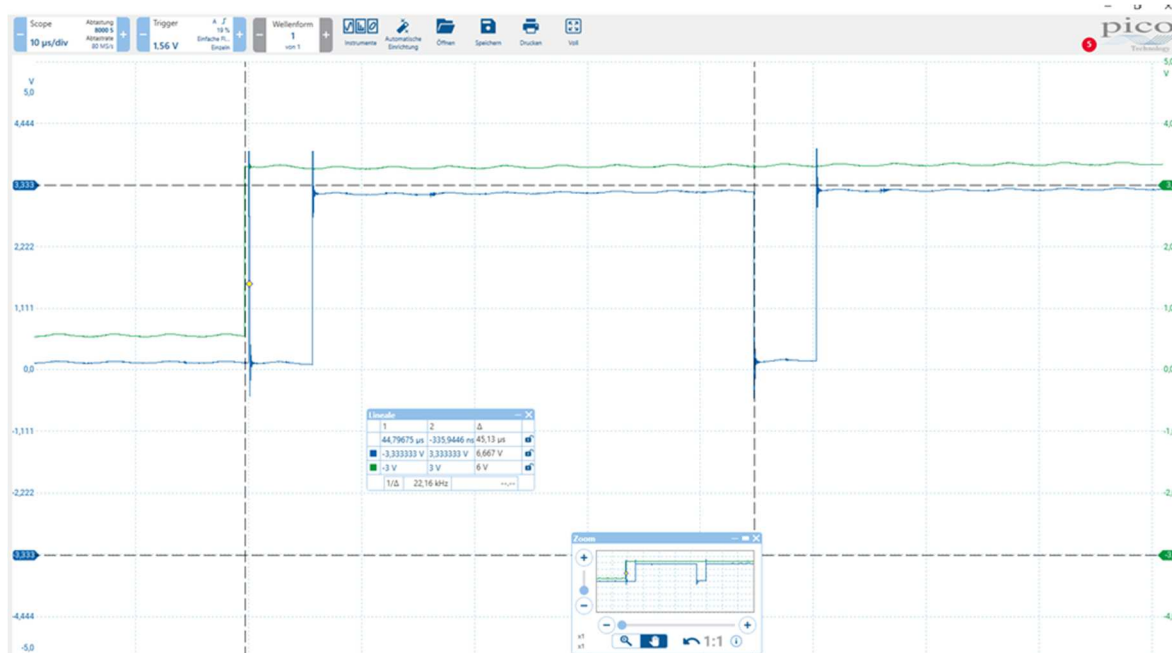 Scope
10 µs/div
Abtastung
8000 S
Abtastrate
80 MS/s
Trigger
1.56 V
A
19 %
Einfache Fl...
Einzeln
Wellenform
1
von 1
Instrumente
Automatische Einrichtung
Öffnen
Speichern
Drucken
Voll
5
pico
Technology
V
5,0
4,444
3,333
2,222
1,111
0,0
-1,111
-2,222
-3,333
-4,444
-5,0
5,0
V
4,0
3,
1,0
0,0
-1,
-2,
-3,
-4,
Lineale
1 2 Δ
44,79675 µs -335,9446 ns 45,13 µs
-3,333333 V 3,333333 V 6,667 V
-3 V 3 V 6 V
1/Δ 22,16 kHz --,--
Zoom
x1
x1
1:1